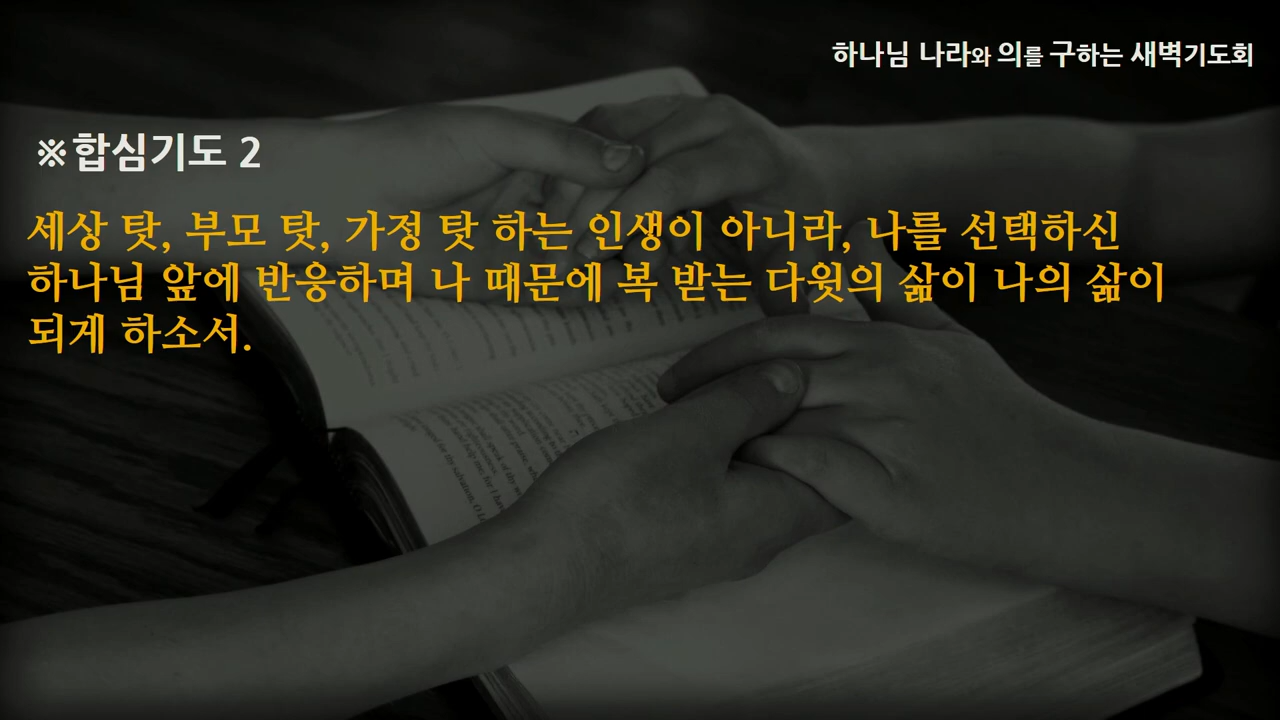 하나님 나라와 의를 구하는 새벽기도회
※합심기도 2
세상 탓, 부모 탓, 가정 탓 하는 인생이 아니라, 나를 선택하신
하나님 앞에 반응하며 나 때문에 복 받는 다윗의 삶이 나의 삶이
되게 하소서.